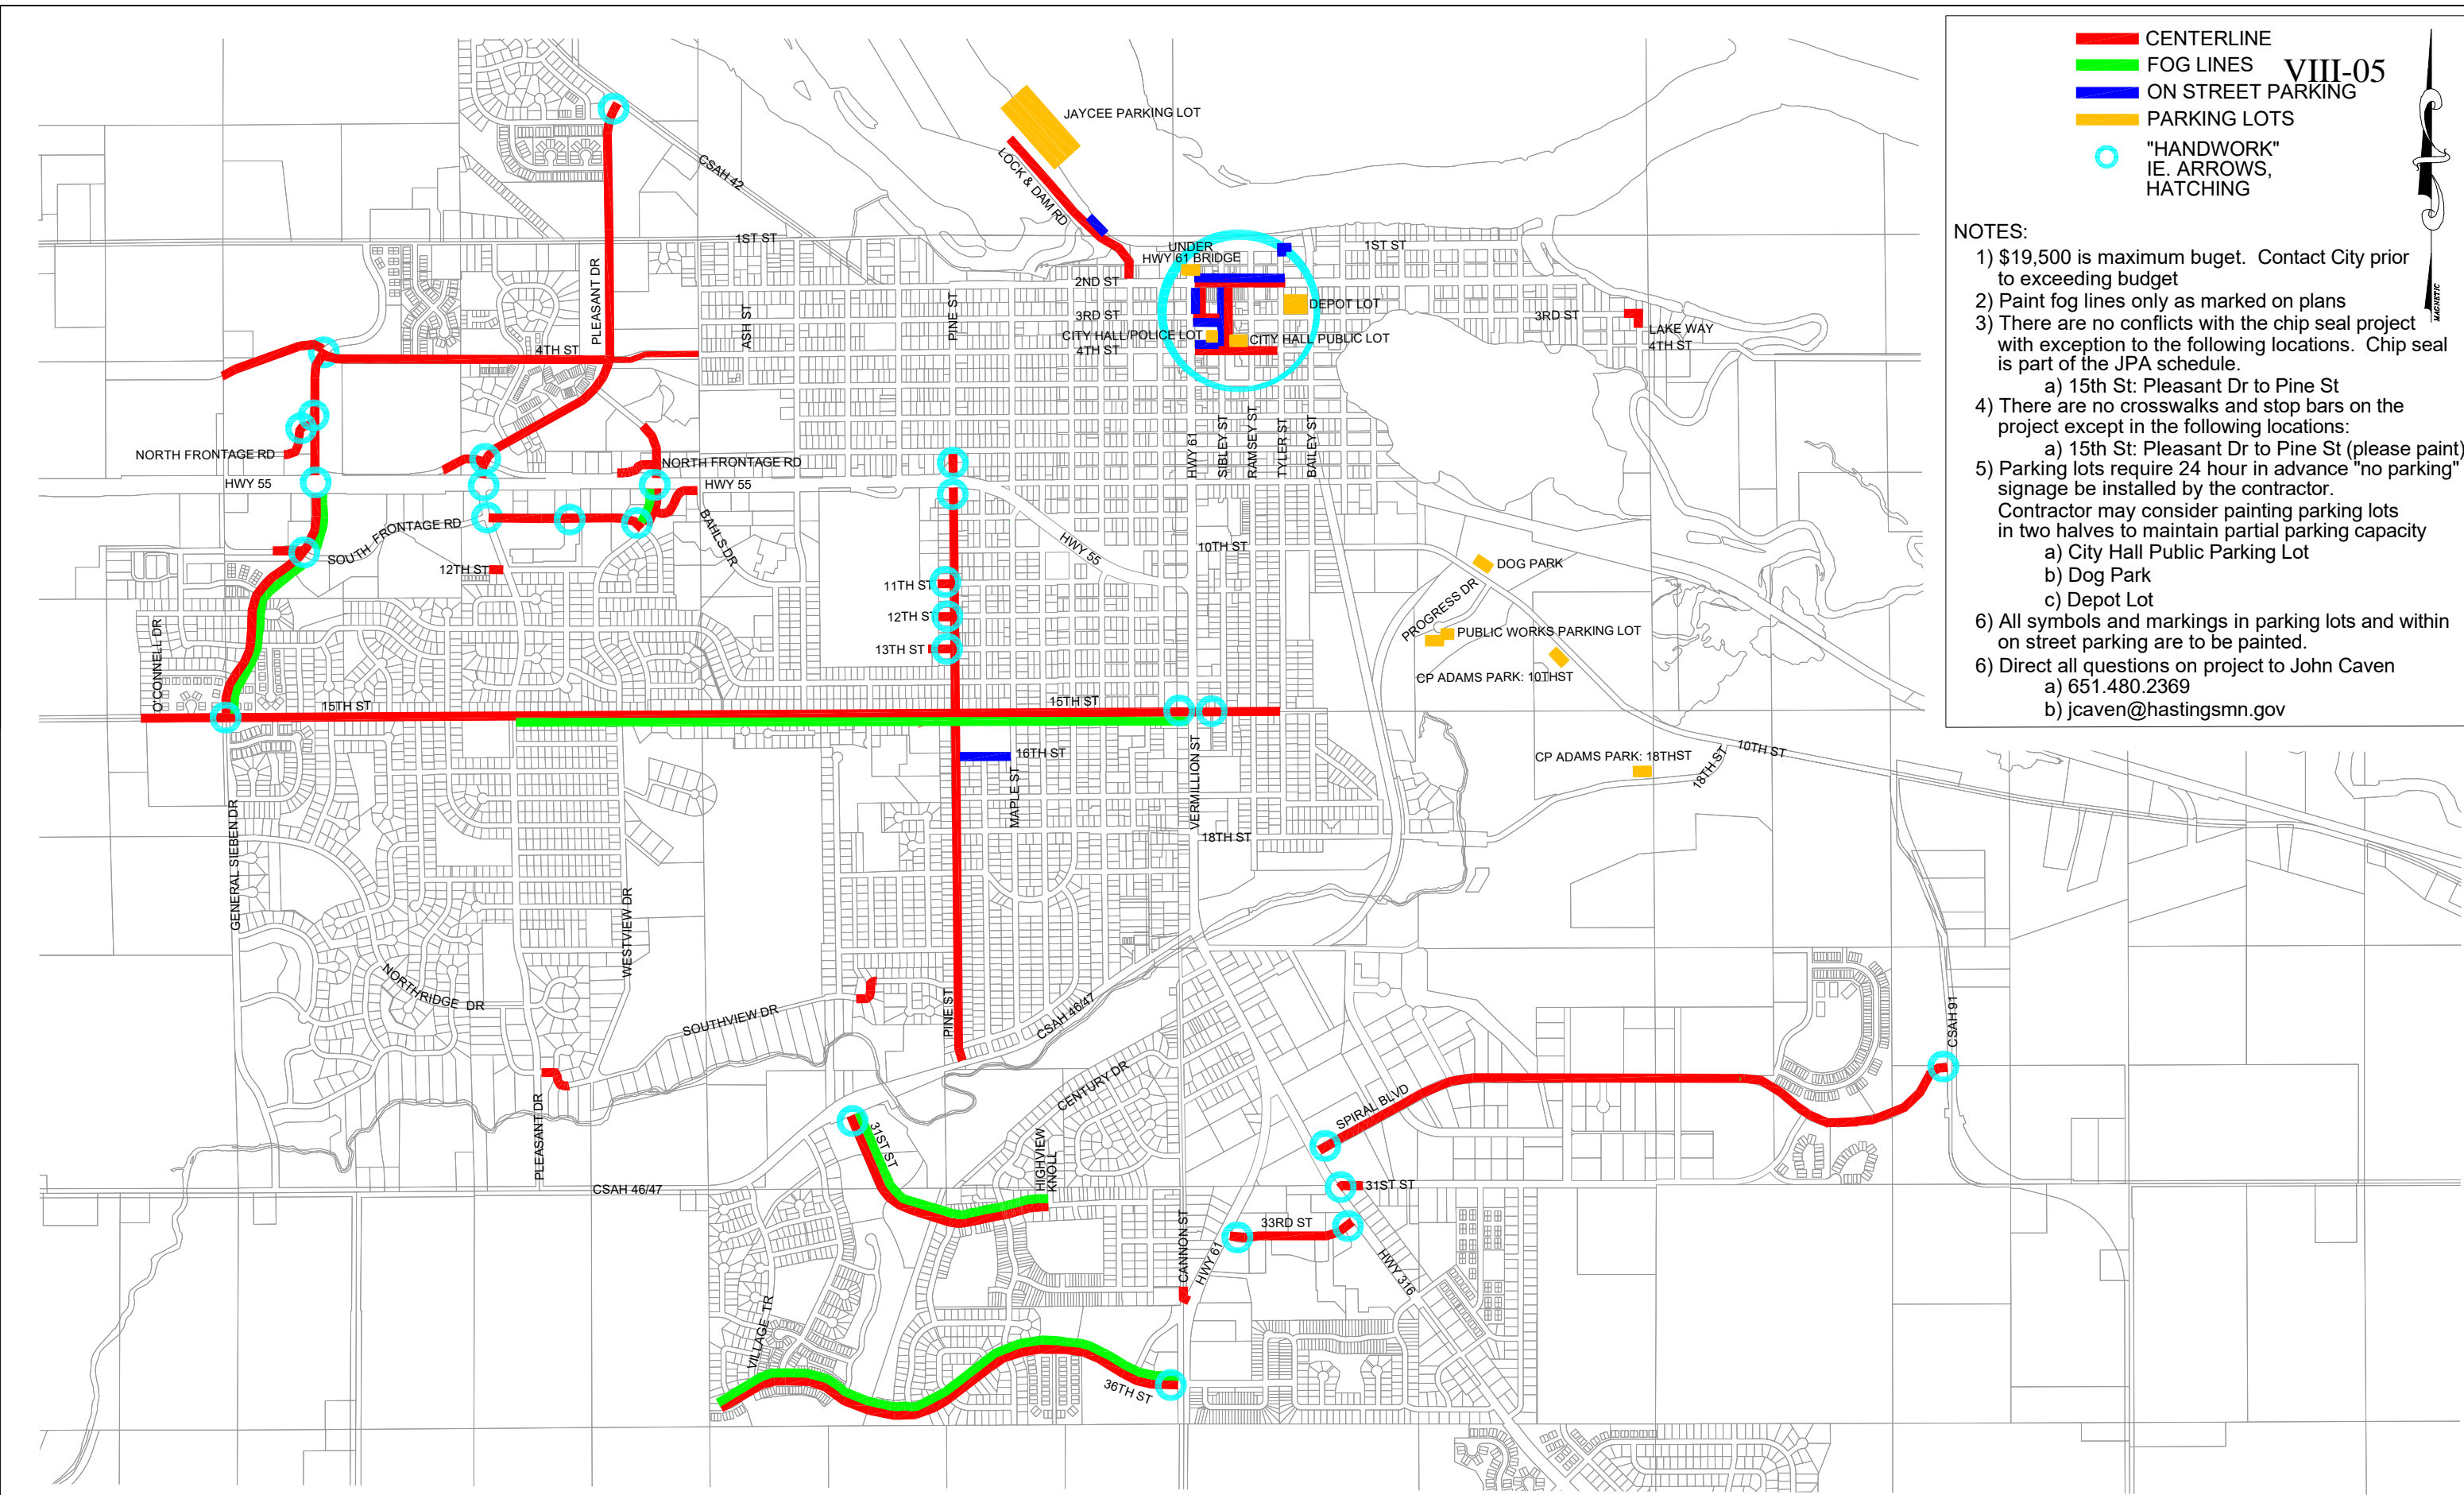 CENTERLINE
FOG LINES
VIII-05
ON STREET PARKING
PARKING LOTS
"HANDWORK"
IE. ARROWS,
HATCHING
MAGNETIC
NOTES:
1) $19,500 is maximum buget.  Contact City prior
to exceeding budget
2) Paint fog lines only as marked on plans
3) There are no conflicts with the chip seal project
with exception to the following locations.  Chip seal
is part of the JPA schedule.
a) 15th St: Pleasant Dr to Pine St
4) There are no crosswalks and stop bars on the
project except in the following locations:
a) 15th St: Pleasant Dr to Pine St (please paint)
5) Parking lots require 24 hour in advance "no parking"
signage be installed by the contractor.
Contractor may consider painting parking lots
in two halves to maintain partial parking capacity
a) City Hall Public Parking Lot
b) Dog Park
c) Depot Lot
6) All symbols and markings in parking lots and within
on street parking are to be painted.
6) Direct all questions on project to John Caven
a) 651.480.2369
b) jcaven@hastingsmn.gov
JAYCEE PARKING LOT
LOCK & DAM RD
CSAH 42
1ST ST
UNDER
HWY 61 BRIDGE
1ST ST
PLEASANT DR
2ND ST
ASH ST
PINE ST
DEPOT LOT
3RD ST
3RD ST
LAKE WAY
CITY HALL/POLICE LOT
CITY HALL PUBLIC LOT
4TH ST
4TH ST
4TH ST
NORTH FRONTAGE RD
NORTH FRONTAGE RD
HWY 55
HWY 55
HWY 61
SIBLEY ST
RAMSEY ST
TYLER ST
BAILEY ST
SOUTH FRONTAGE RD
BAHLS DR
HWY 55
10TH ST
12TH ST
DOG PARK
11TH ST
12TH ST
13TH ST
PROGRESS DR
PUBLIC WORKS PARKING LOT
CP ADAMS PARK: 10THST
O'CONNELL DR
15TH ST
15TH ST
16TH ST
MAPLE ST
VERMILLION ST
CP ADAMS PARK: 18THST
18TH ST
10TH ST
GENERAL SIEBEN DR
18TH ST
WESTVIEW DR
NORTHRIDGE DR
SOUTHVIEW DR
PINE ST
CSAH 46/47
CSAH 91
CENTURY DR
PLEASANT DR
31ST ST
SPIRAL BLVD
HIGHVIEW
KNOLL
CSAH 46/47
31ST ST
33RD ST
CANNON ST
HWY 61
HWY 316
VILLAGE TR
36TH ST